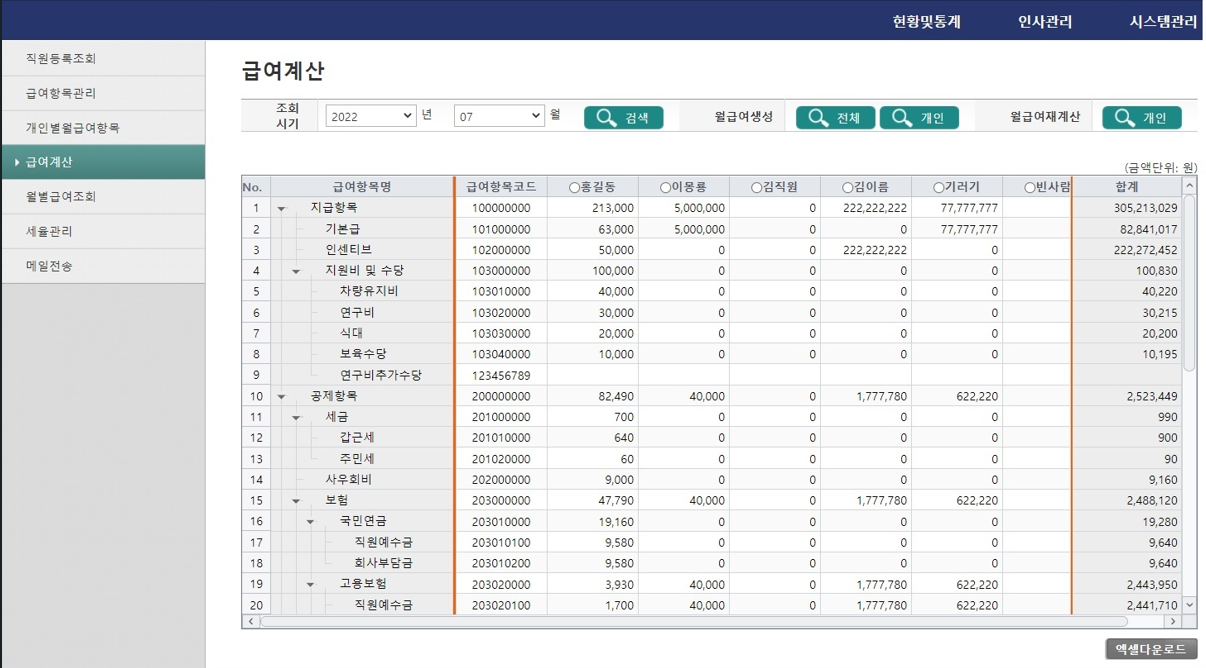 현황및통계 인사관리 시스템관리
직원등록조회
급여항목관리
개인별월급여항목
급여계산
월별급여조회
세율관리
메일전송
급여계산
조회시기 2022 년 07 월 검색 월급여생성 전체 개인 월급여재계산 개인
(금액단위: 원)
No. 급여항목명 급여항목코드 홍길동 이몽룡 김직원 김이름 기러기 빈사람 합계
1 지급항목 100000000 213,000 5,000,000 0 222,222,222 77,777,777 305,213,029
2 기본급 101000000 63,000 5,000,000 0 0 77,777,777 82,841,017
3 인센티브 102000000 50,000 0 0 222,222,222 0 222,272,452
4 지원비 및 수당 103000000 100,000 0 0 0 0 100,830
5 차량유지비 103010000 40,000 0 0 0 0 40,220
6 연구비 103020000 30,000 0 0 0 0 30,215
7 식대 103030000 20,000 0 0 0 0 20,200
8 보육수당 103040000 10,000 0 0 0 0 10,195
9 연구비추가수당 123456789
10 공제항목 200000000 82,490 40,000 0 1,777,780 622,220 2,523,449
11 세금 201000000 700 0 0 0 0 990
12 갑근세 201010000 640 0 0 0 0 900
13 주민세 201020000 60 0 0 0 0 90
14 사우회비 202000000 9,000 0 0 0 0 9,160
15 보험 203000000 47,790 40,000 0 1,777,780 622,220 2,488,120
16 국민연금 203010000 19,160 0 0 0 0 19,280
17 직원예수금 203010100 9,580 0 0 0 0 9,640
18 회사부담금 203010200 9,580 0 0 0 0 9,640
19 고용보험 203020000 3,930 40,000 0 1,777,780 622,220 2,443,950
20 직원예수금 203020100 1,700 40,000 0 1,777,780 622,220 2,441,710
엑셀다운로드